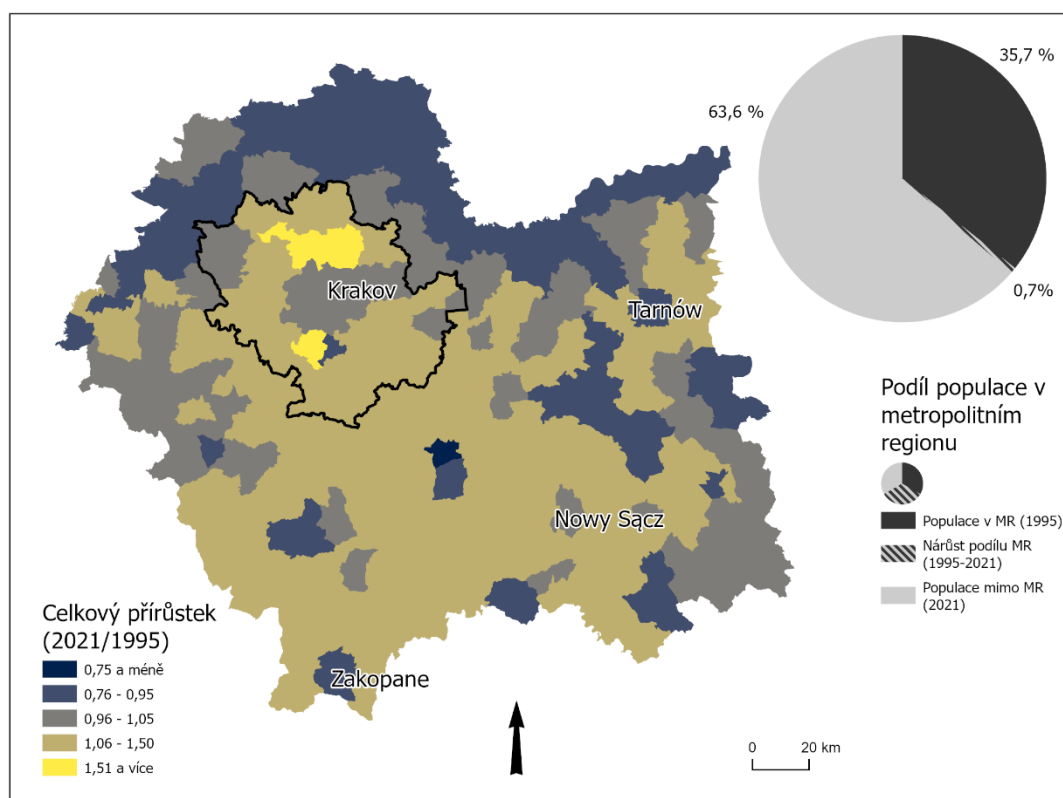 35,7 %
63,6 %
0,7%
Krakov
Tarnów
Nowy Sącz
Zakopane
Podíl populace v
metropolitním
regionu
Populace v MR (1995)
Nárůst podílu MR
(1995-2021)
Populace mimo MR
(2021)
Celkový přírůstek
(2021/1995)
0,75 a méně
0,76 - 0,95
0,96 - 1,05
1,06 - 1,50
1,51 a více
0 20 km